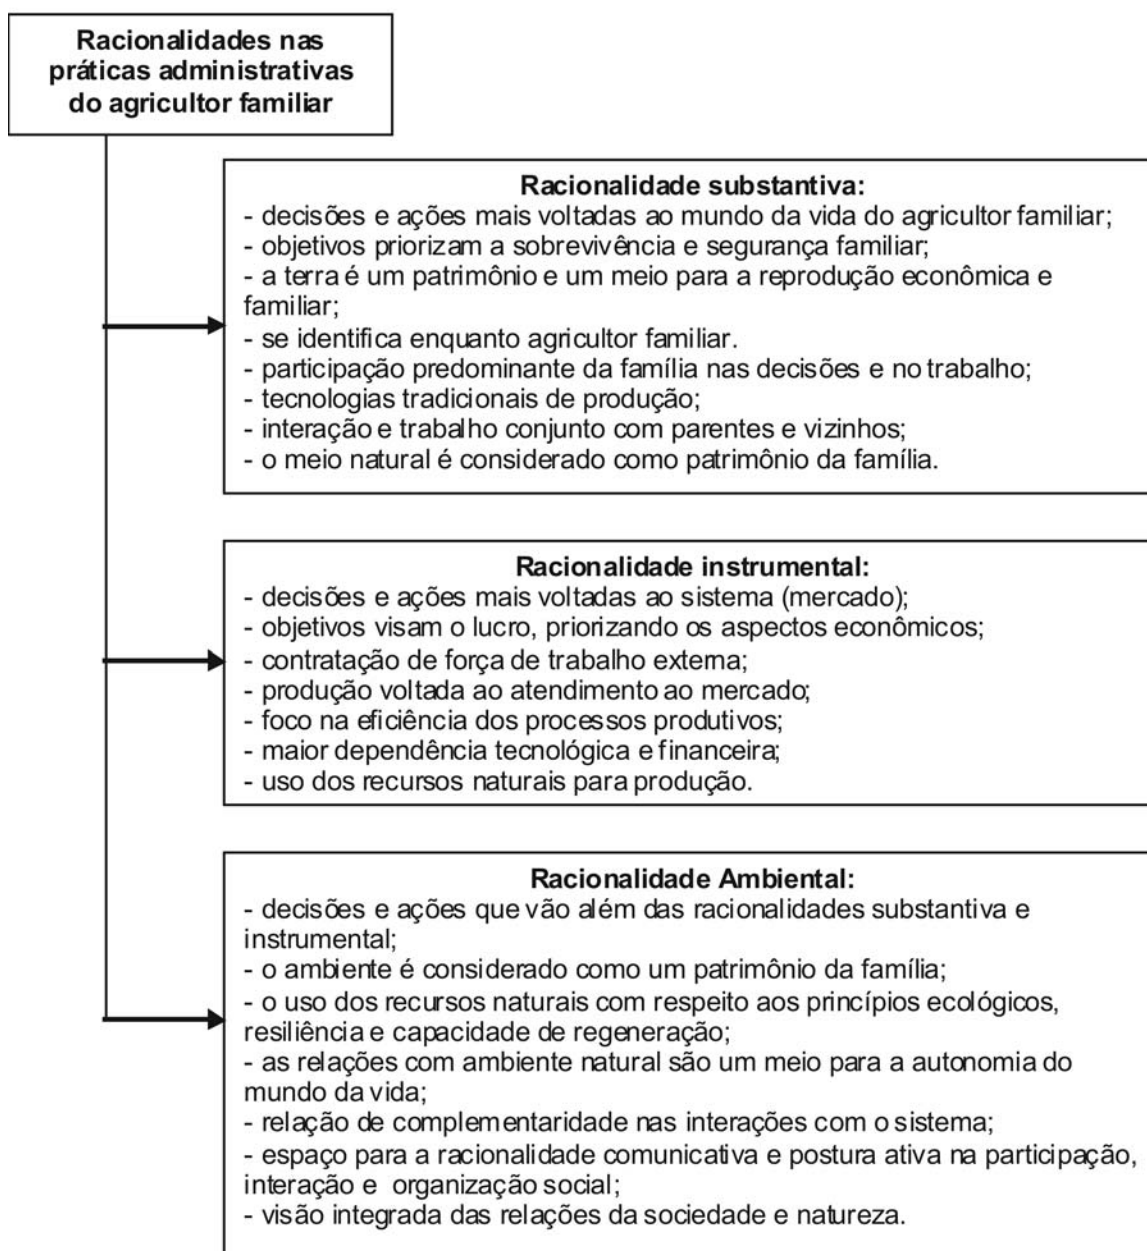 Racionalidades nas
práticas administrativas
do agricultor familiar
Racionalidade substantiva:
- decisões e ações mais voltadas ao mundo da vida do agricultor familiar;
- objetivos priorizam a sobrevivência e segurança familiar;
- a terra é um patrimônio e um meio para a reprodução econômica e
familiar;
- se identifica enquanto agricultor familiar.
- participação predominante da família nas decisões e no trabalho;
- tecnologias tradicionais de produção;
- interação e trabalho conjunto com parentes e vizinhos;
- o meio natural é considerado como patrimônio da família.
Racionalidade instrumental:
- decisões e ações mais voltadas ao sistema (mercado);
- objetivos visam o lucro, priorizando os aspectos econômicos;
- contratação de força de trabalho externa;
- produção voltada ao atendimento ao mercado;
- foco na eficiência dos processos produtivos;
- maior dependência tecnológica e financeira;
- uso dos recursos naturais para produção.
Racionalidade Ambiental:
- decisões e ações que vão além das racionalidades substantiva e
instrumental;
- o ambiente é considerado como um patrimônio da família;
- o uso dos recursos naturais com respeito aos princípios ecológicos,
resiliência e capacidade de regeneração;
- as relações com ambiente natural são um meio para a autonomia do
mundo da vida;
- relação de complementaridade nas interações com o sistema;
- espaço para a racionalidade comunicativa e postura ativa na participação,
interação e organização social;
- visão integrada das relações da sociedade e natureza.